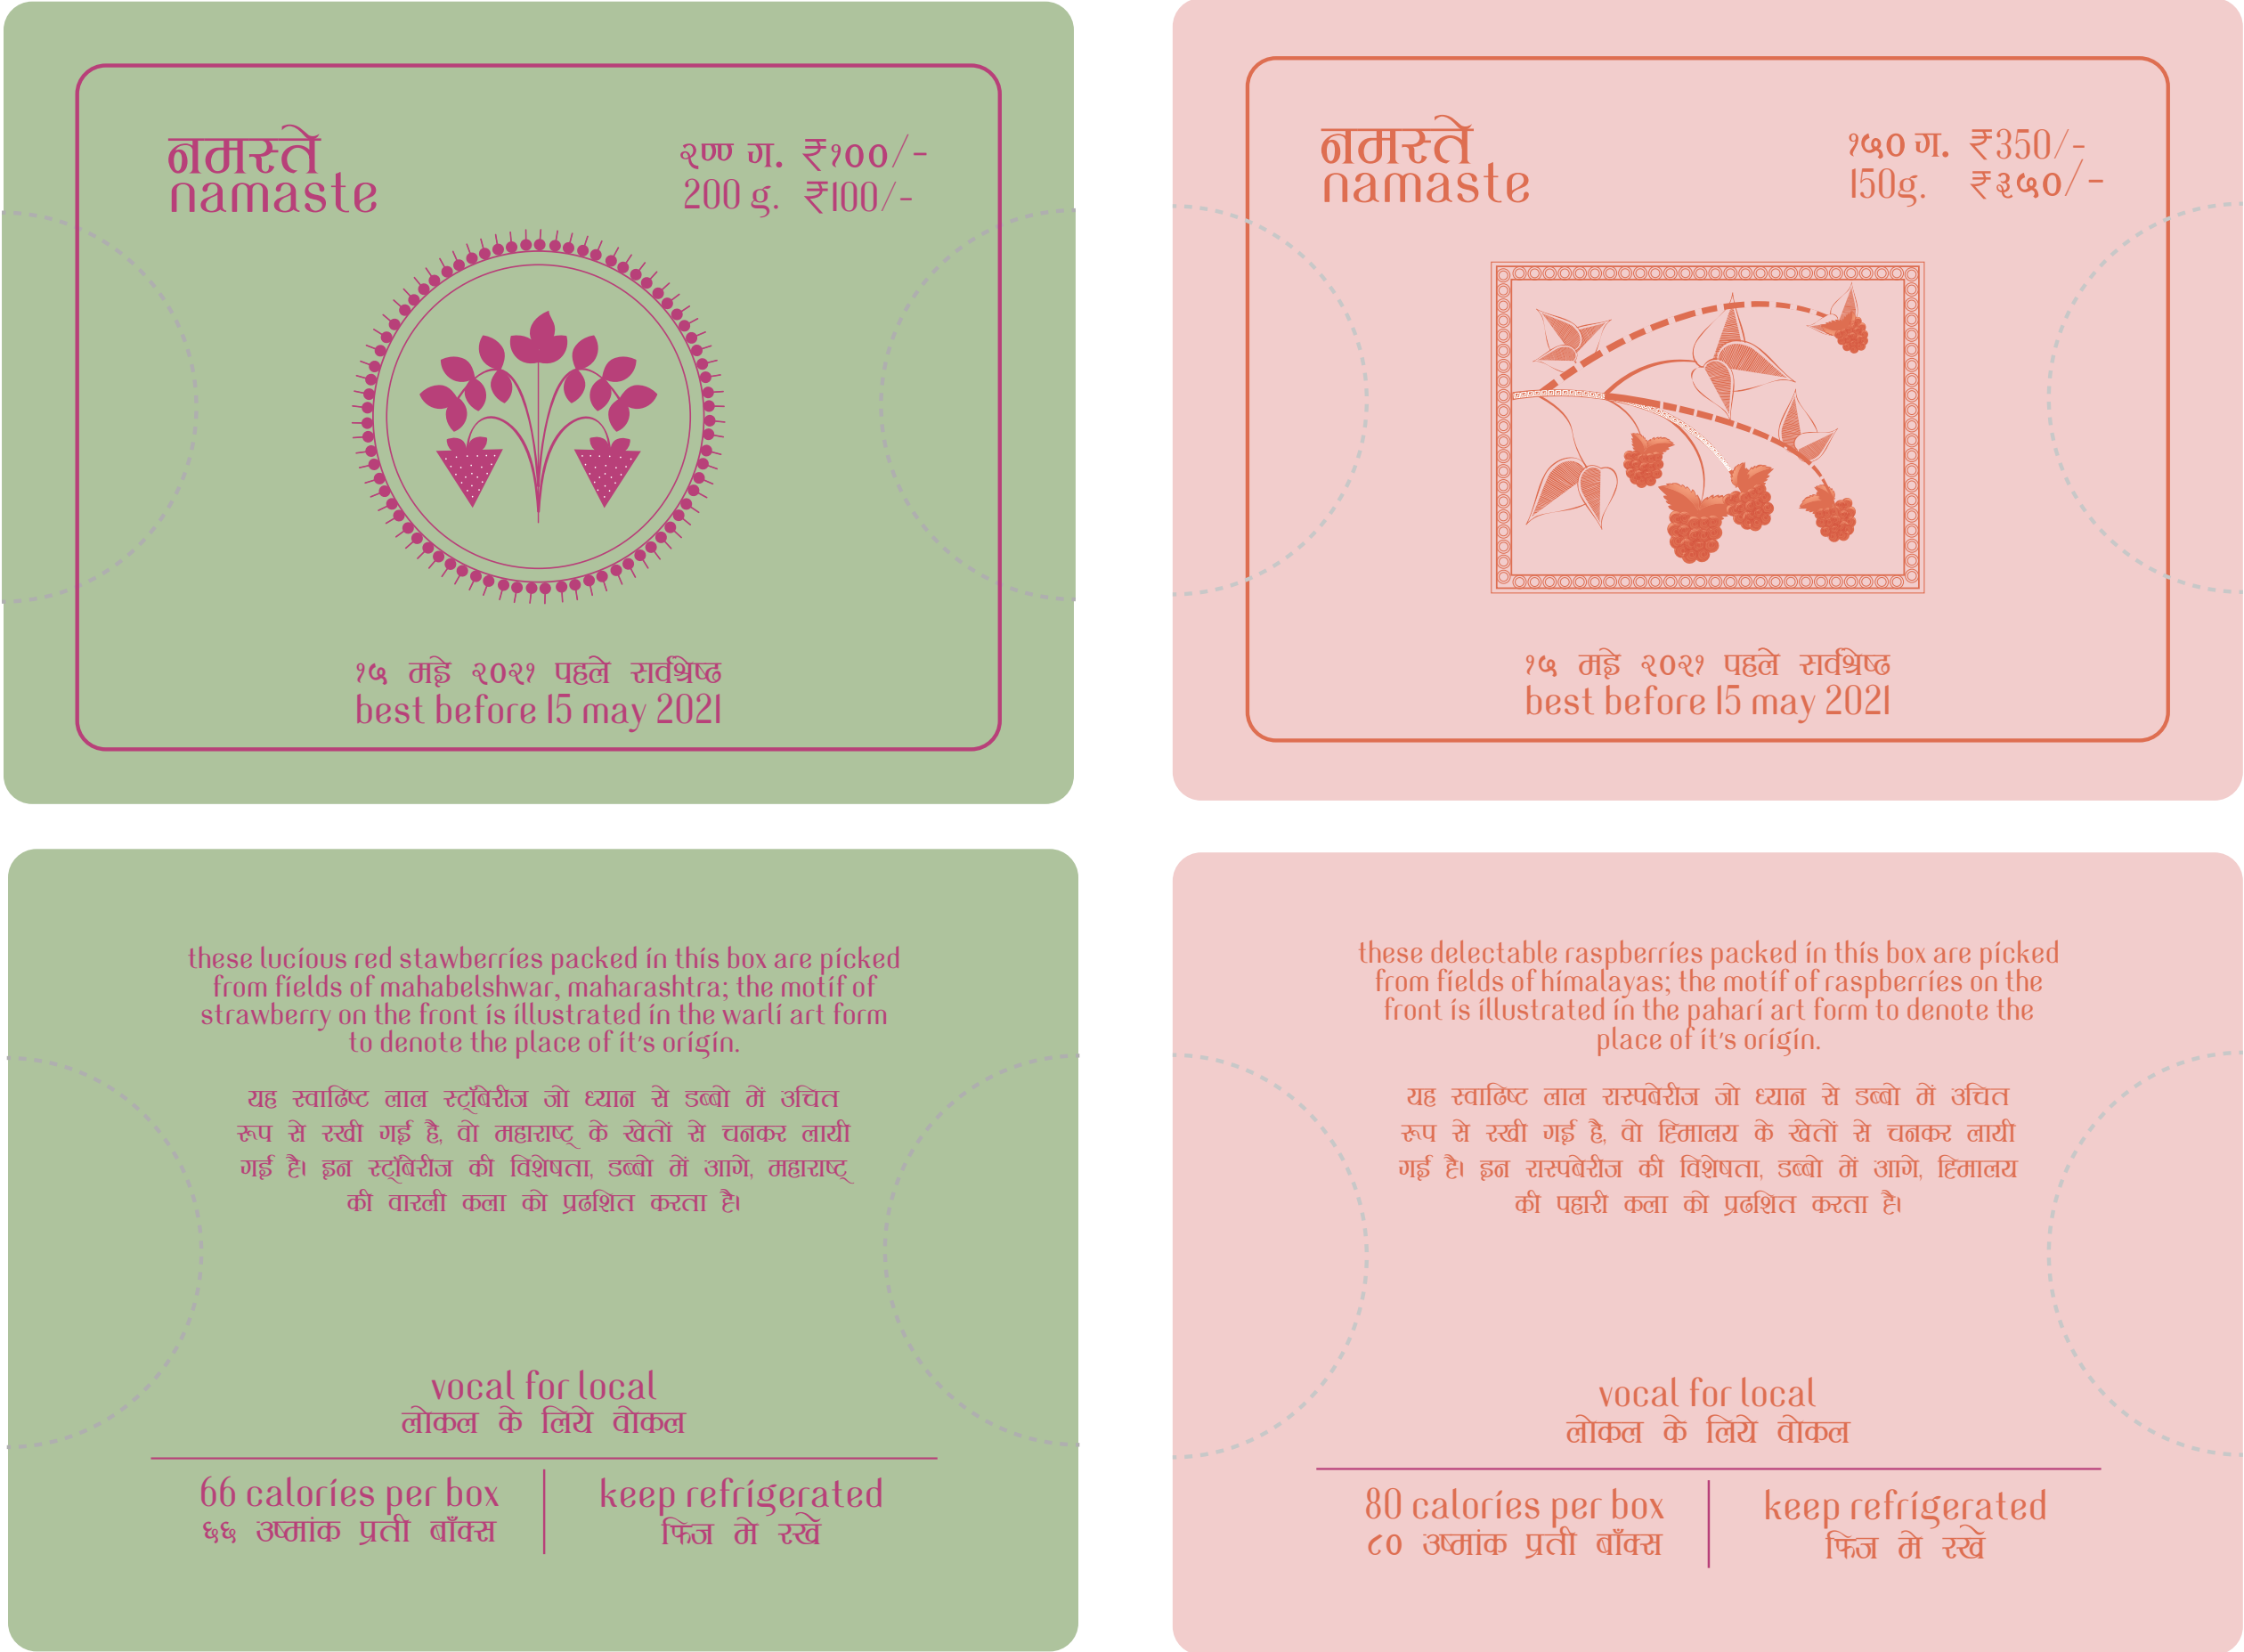 नमस्ते
namaste
२०० ग. ₹१००/-
200 g. ₹100/-
१५ मई २०२१ पहले सर्वश्रेष्ठ
best before 15 may 2021
नमस्ते
namaste
१५० ग. ₹350/-
150g. ₹३५०/-
१५ मई २०२१ पहले सर्वश्रेष्ठ
best before 15 may 2021
these lucious red stawberries packed in this box are picked
from fields of mahabelshwar, maharashtra; the motif of
strawberry on the front is illustrated in the warli art form
to denote the place of it's origin.
यह स्वादिष्ट लाल स्ट्रॉबेरीज जो ध्यान से डब्बो में उचित
रूप से रखी गई है, वो महाराष्ट्र के खेतों से चनकर लायी
गई है। इन स्ट्रॉबेरीज की विशेषता, डब्बो में आगे, महाराष्ट्र
की वारली कला को प्रदशित करता है।
vocal for local
लोकल के लिये वोकल
66 calories per box
६६ उष्मांक प्रती बॉक्स
keep refrigerated
फ्रिज मे रखें
these delectable raspberries packed in this box are picked
from fields of himalayas; the motif of raspberries on the
front is illustrated in the pahari art form to denote the
place of it's origin.
यह स्वादिष्ट लाल रास्पबेरीज जो ध्यान से डब्बो में उचित
रूप से रखी गई है, वो हिमालय के खेतों से चनकर लायी
गई है। इन रास्पबेरीज की विशेषता, डब्बो में आगे, हिमालय
की पहारी कला को प्रदशित करता है।
vocal for local
लोकल के लिये वोकल
80 calories per box
८० उष्मांक प्रती बॉक्स
keep refrigerated
फ्रिज मे रखें